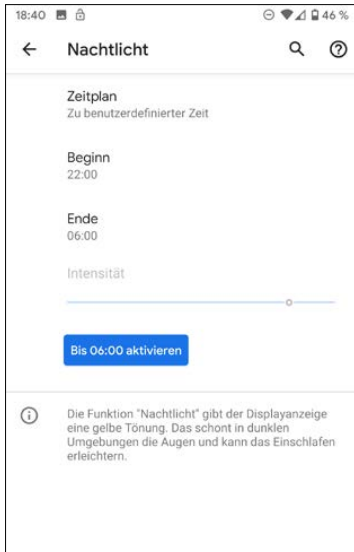 18:40 46 %
Nachtlicht
Zeitplan
Zu benutzerdefinierter Zeit
Beginn
22:00
Ende
06:00
Intensität
Bis 06:00 aktivieren
Die Funktion "Nachtlicht" gibt der Displayanzeige
eine gelbe Tönung. Das schont in dunklen
Umgebungen die Augen und kann das Einschlafen
erleichtern.